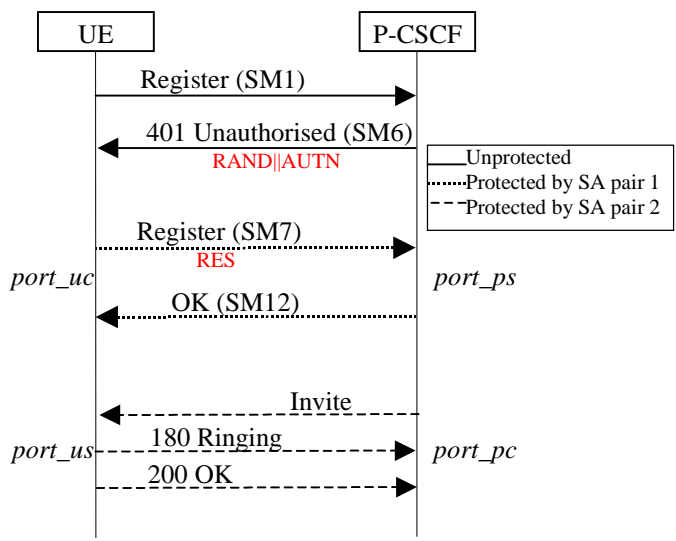 UE
P-CSCF
Register (SM1)
401 Unauthorised (SM6)
RAND||AUTN
Unprotected
Protected by SA pair 1
Protected by SA pair 2
Register (SM7)
RES
port_uc
port_ps
OK (SM12)
Invite
180 Ringing
port_us
port_pc
200 OK